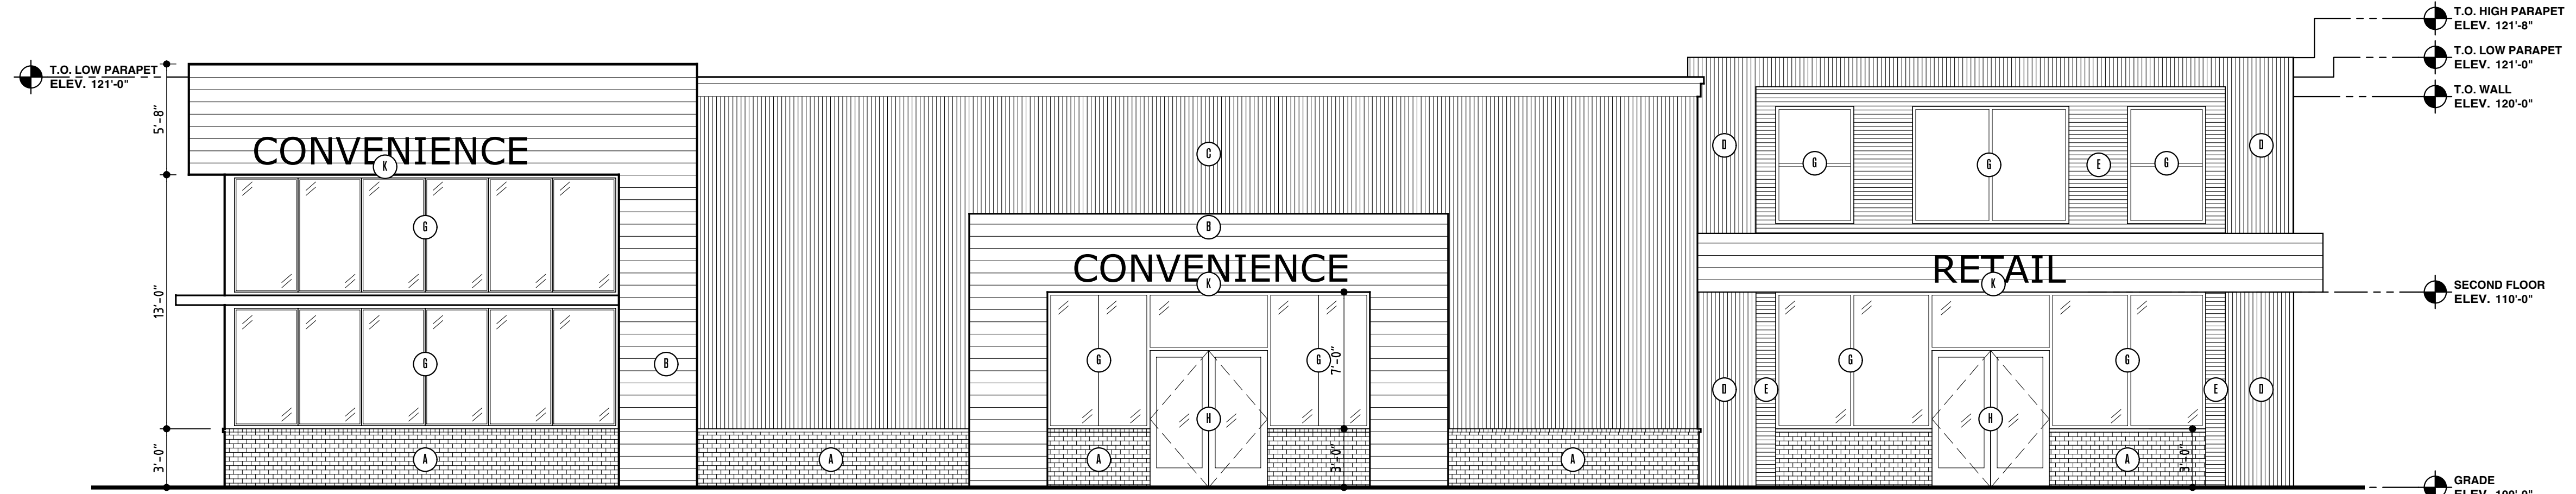 T.O. HIGH PARAPET
ELEV. 121'-8"
T.O. LOW PARAPET
ELEV. 121'-0"
T.O. WALL
ELEV. 120'-0"
T.O. LOW PARAPET
ELEV. 121'-0"
5'-8"
CONVENIENCE
K
C
D
G
G
E
G
D
G
B
CONVENIENCE
K
RETAIL
K
SECOND FLOOR
ELEV. 110'-0"
13'-0"
G
B
G
G
7'-0"
H
G
G
D
E
H
E
D
3'-0"
A
A
A
3'-0"
A
A
3'-0"
GRADE